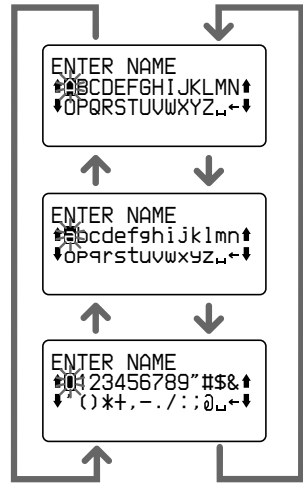 ENTER NAME
⬆ABCDEFGHIJKLMN⬆
⬇OPQRSTUVWXYZ␣←⬇
ENTER NAME
⬆abcdefghijklmn⬆
⬇opqrstuvwxyz␣←⬇
ENTER NAME
⬆0123456789"#$&⬆
⬇'()*+,-./:;@␣←⬇